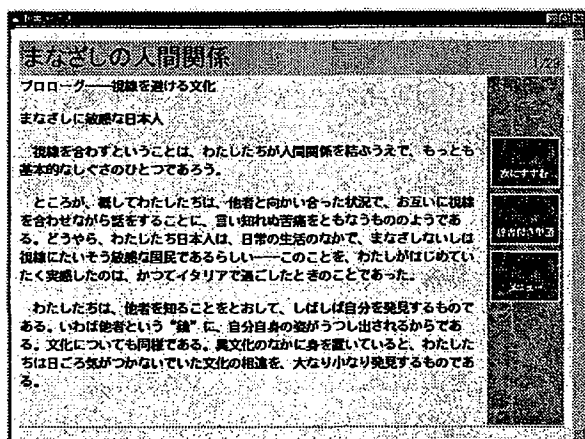 まなざしの人間関係
1/29
プロローグ――視線を避ける文化
まなざしに敏感な日本人
視線を合わすということは、わたしたちが人間関係を結ぶうえで、もっとも
基本的なしぐさのひとつであろう。
ところが、概してわたしたちは、他者と向かい合った状況で、お互いに視線
を合わせながら話をすることに、言い知れぬ苦痛をともなうもののようであ
る。どうやら、わたしたち日本人は、日常の生活のなかで、まなざしないしは
視線にたいそう敏感な国民であるらしい――このことを、わたしがはじめてい
たく実感したのは、かつてイタリアで過ごしたときのことであった。
わたしたちは、他者を知ることをとおして、しばしば自分を発見するもので
ある。いわば他者という“鏡”に、自分自身の姿がうつし出されるからであ
る。文化についても同様である。異文化のなかに身を置いていると、わたした
ちは日ごろ気がつかないでいた文化の相違を、大なり小なり発見するものであ
る。
次にすすむ
メニュー